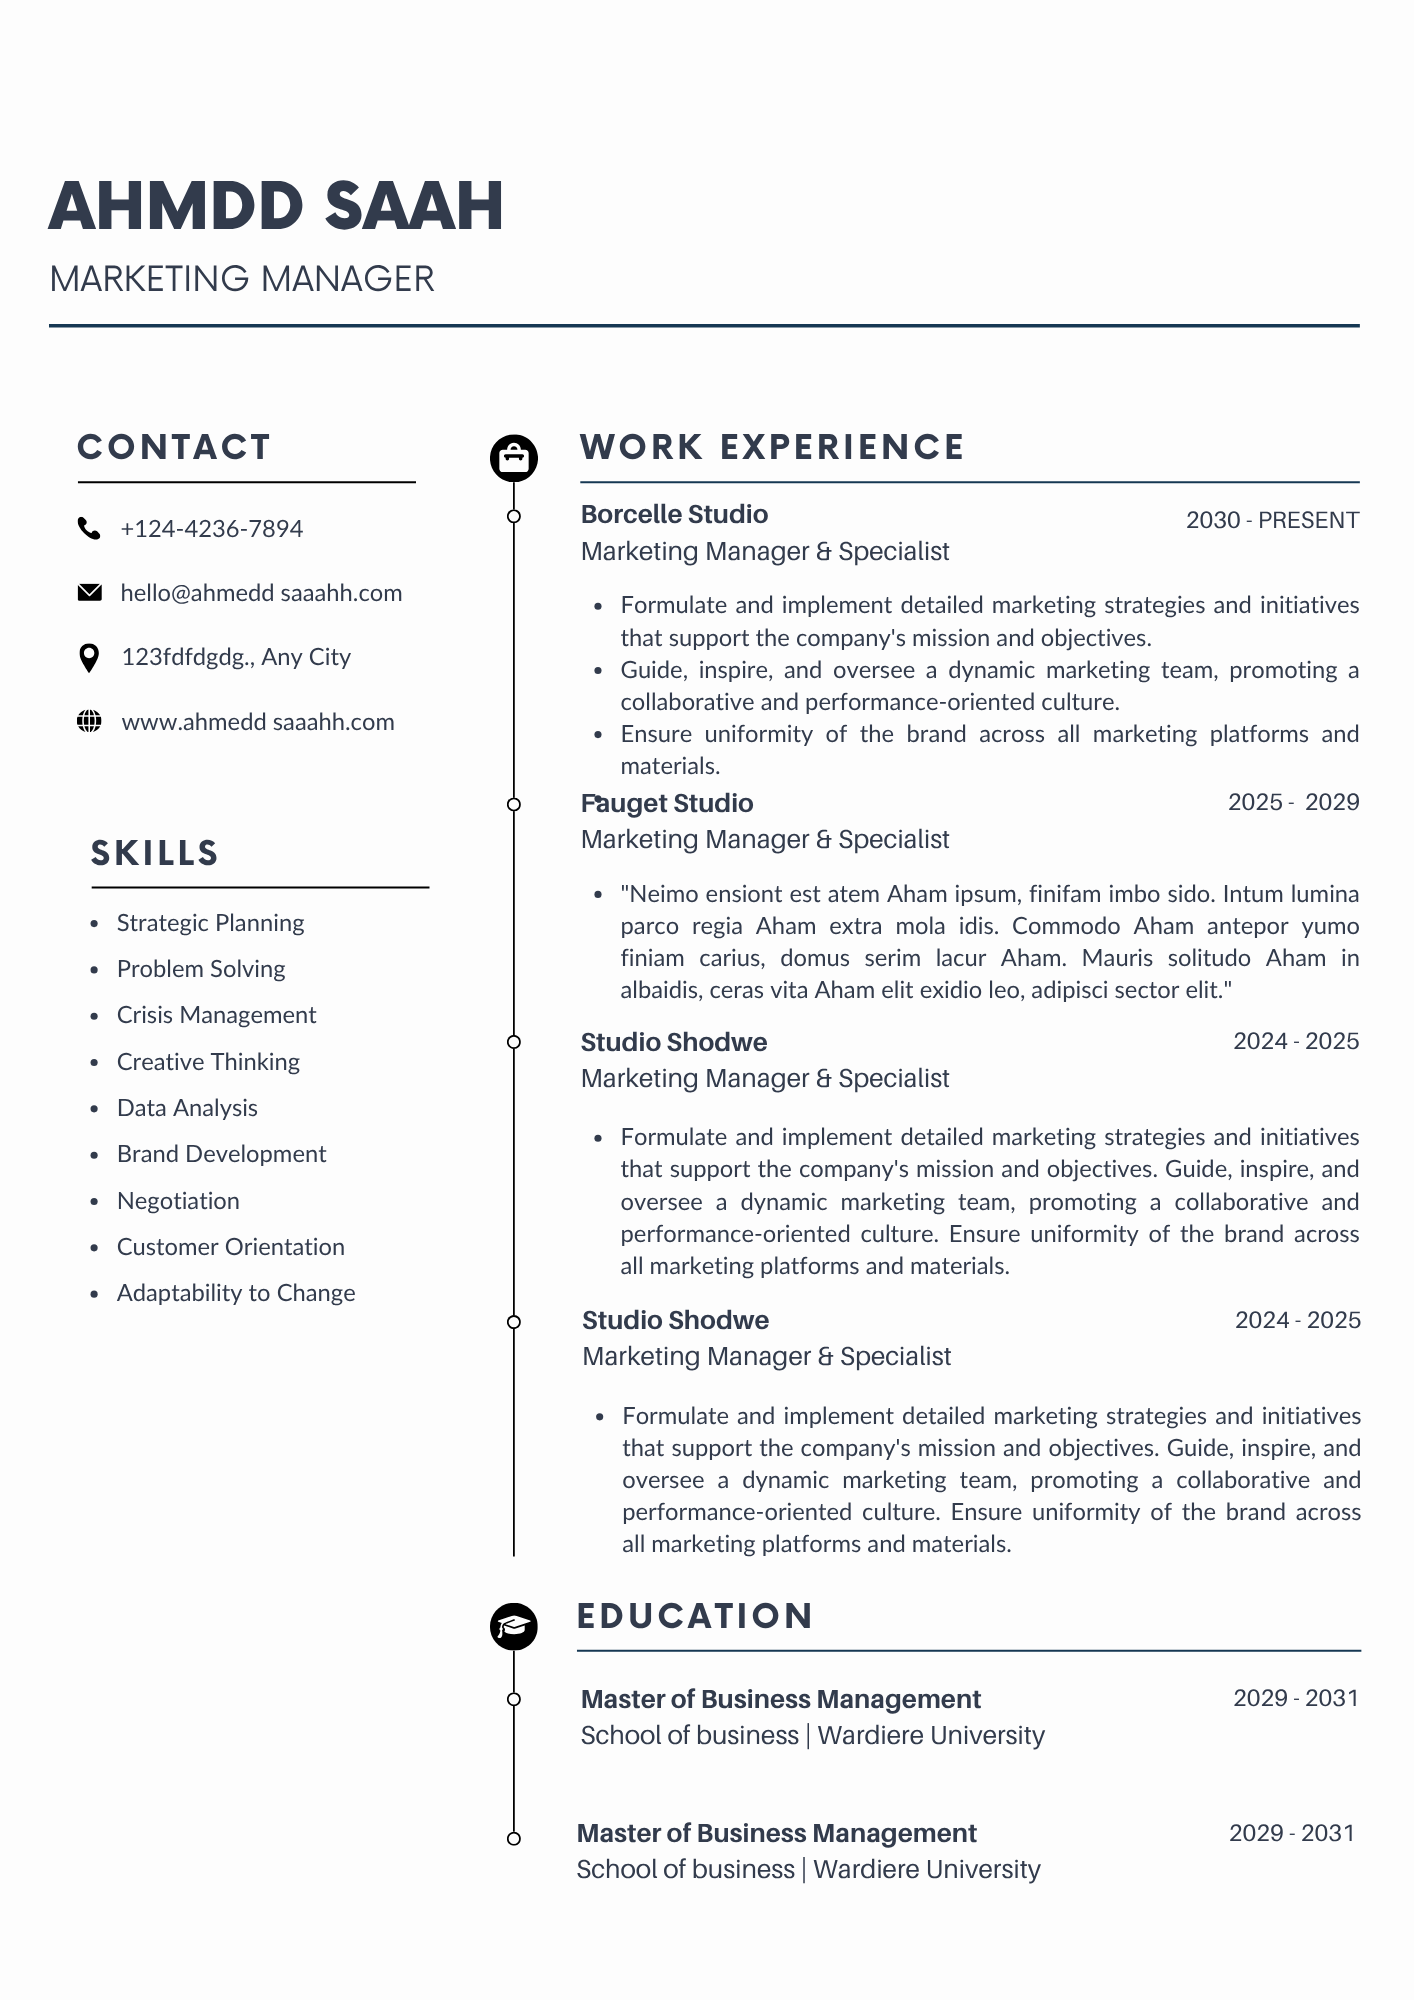 AHMDD SAAH
MARKETING MANAGER
CONTACT
+124-4236-7894
hello@ahmedd saaahh.com
123fdfdgdg., Any City
www.ahmedd saaahh.com
SKILLS
• Strategic Planning
• Problem Solving
• Crisis Management
• Creative Thinking
• Data Analysis
• Brand Development
• Negotiation
• Customer Orientation
• Adaptability to Change
WORK EXPERIENCE
Borcelle Studio 2030 - PRESENT
Marketing Manager & Specialist
• Formulate and implement detailed marketing strategies and initiatives
that support the company's mission and objectives.
• Guide, inspire, and oversee a dynamic marketing team, promoting a
collaborative and performance-oriented culture.
• Ensure uniformity of the brand across all marketing platforms and
materials.
Fauget Studio 2025 - 2029
Marketing Manager & Specialist
• "Neimo ensiont est atem Aham ipsum, finifam imbo sido. Intum lumina
parco regia Aham extra mola idis. Commodo Aham antepor yumo
finiam carius, domus serim lacur Aham. Mauris solitudo Aham in
albaidis, ceras vita Aham elit exidio leo, adipisci sector elit."
Studio Shodwe 2024 - 2025
Marketing Manager & Specialist
• Formulate and implement detailed marketing strategies and initiatives
that support the company's mission and objectives. Guide, inspire, and
oversee a dynamic marketing team, promoting a collaborative and
performance-oriented culture. Ensure uniformity of the brand across
all marketing platforms and materials.
Studio Shodwe 2024 - 2025
Marketing Manager & Specialist
• Formulate and implement detailed marketing strategies and initiatives
that support the company's mission and objectives. Guide, inspire, and
oversee a dynamic marketing team, promoting a collaborative and
performance-oriented culture. Ensure uniformity of the brand across
all marketing platforms and materials.
EDUCATION
Master of Business Management 2029 - 2031
School of business | Wardiere University
Master of Business Management 2029 - 2031
School of business | Wardiere University